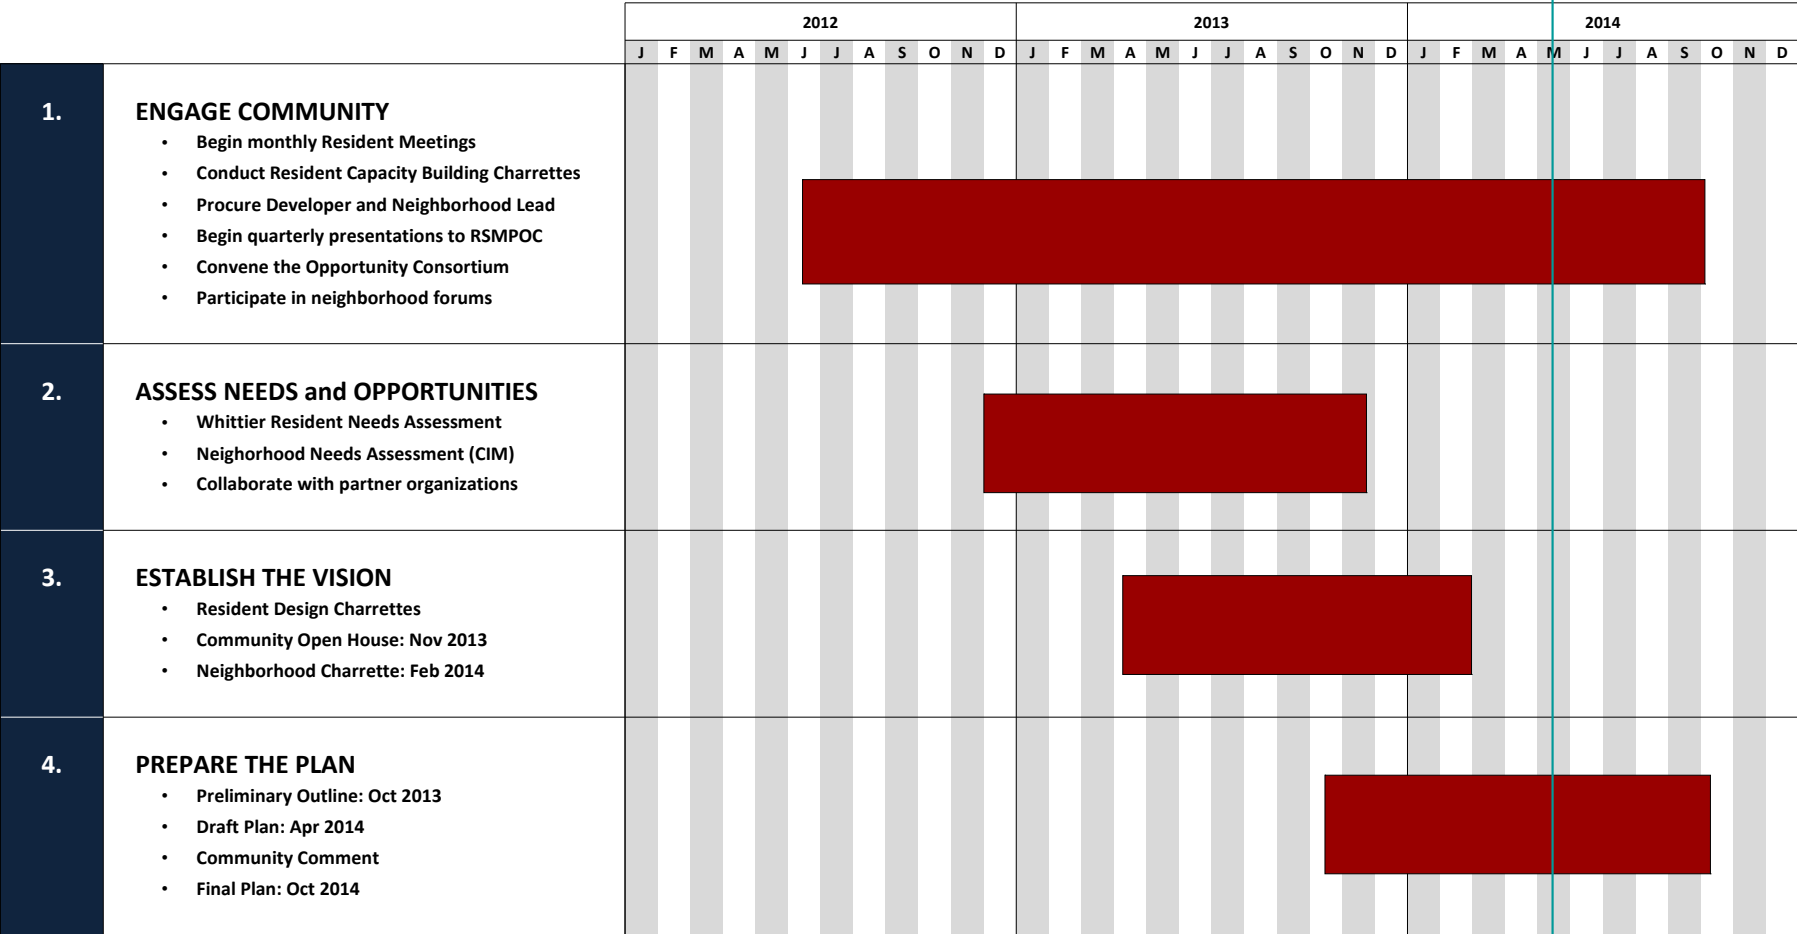 2012 2013 2014
J F M A M J J A S O N D J F M A M J J A S O N D J F M A M J J A S O N D
1. ENGAGE COMMUNITY
• Begin monthly Resident Meetings
• Conduct Resident Capacity Building Charrettes
• Procure Developer and Neighborhood Lead
• Begin quarterly presentations to RSMPOC
• Convene the Opportunity Consortium
• Participate in neighborhood forums
2. ASSESS NEEDS and OPPORTUNITIES
• Whittier Resident Needs Assessment
• Neighorhood Needs Assessment (CIM)
• Collaborate with partner organizations
3. ESTABLISH THE VISION
• Resident Design Charrettes
• Community Open House: Nov 2013
• Neighborhood Charrette: Feb 2014
4. PREPARE THE PLAN
• Preliminary Outline: Oct 2013
• Draft Plan: Apr 2014
• Community Comment
• Final Plan: Oct 2014